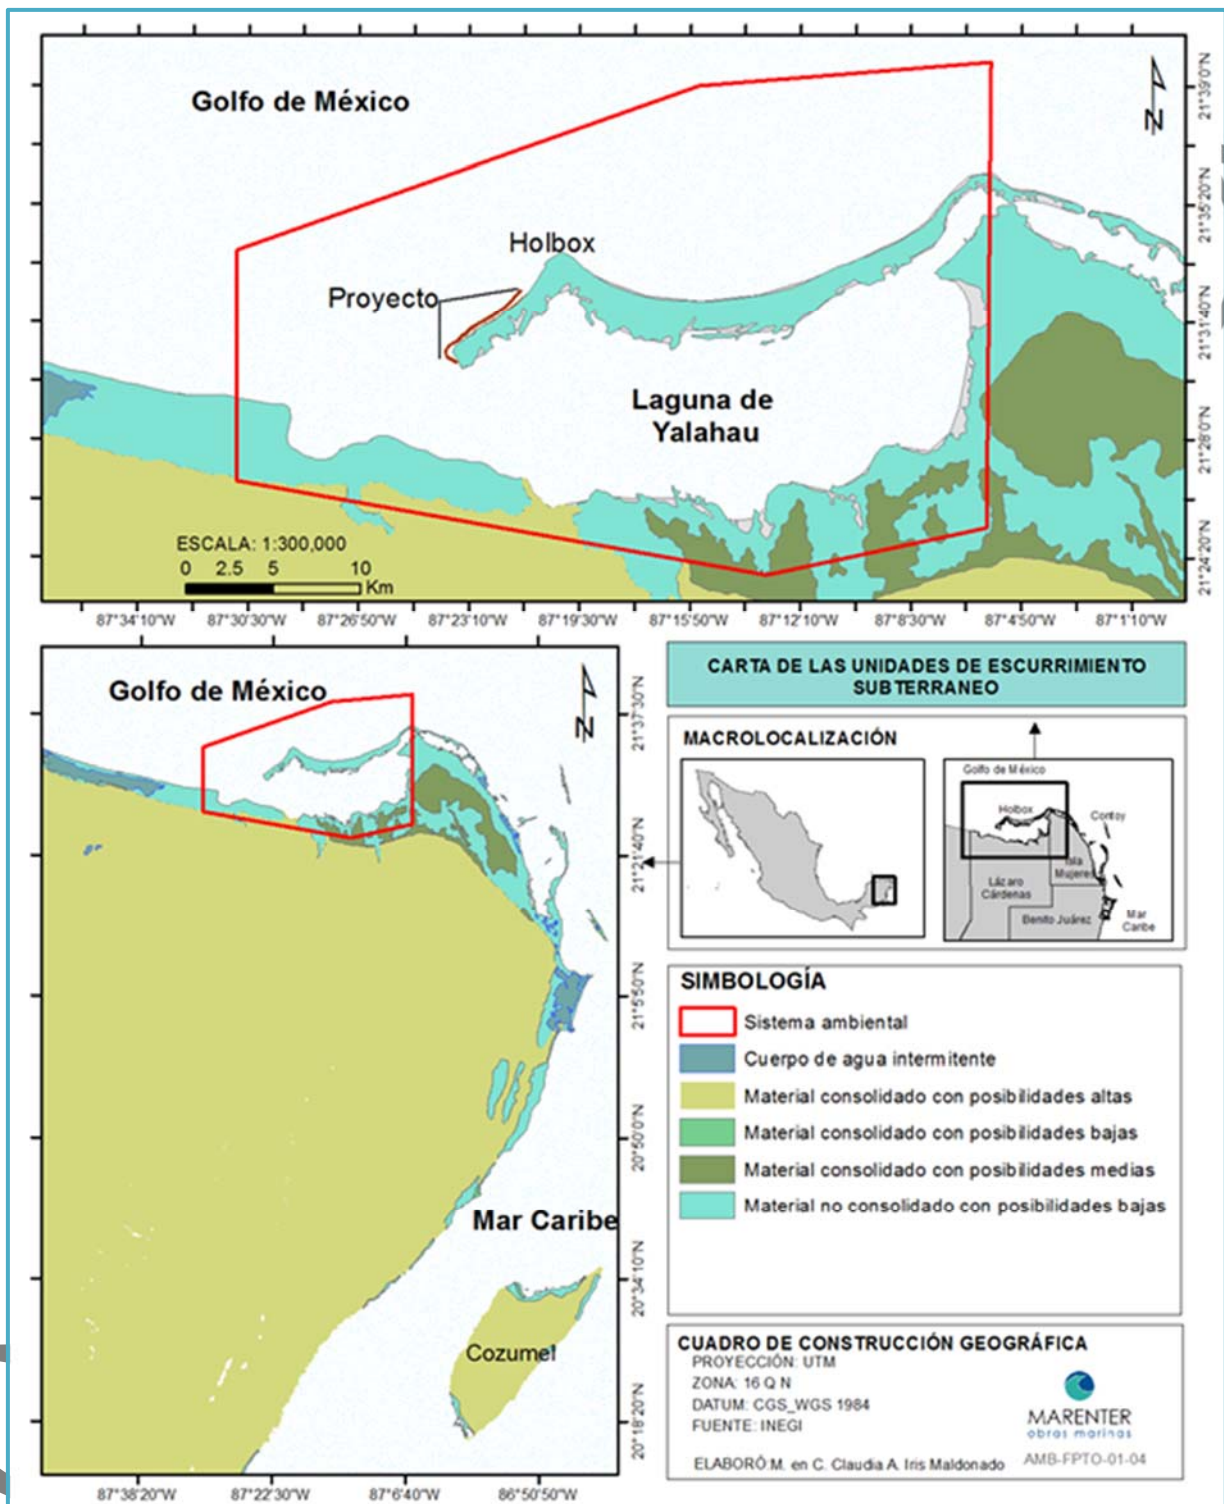 Golfo de México
N
Holbox
Proyecto
Laguna de
Yalahau
ESCALA: 1:300,000
0 2.5 5 10
Km
21°39'0"N
21°35'20"N
21°31'40"N
21°28'0"N
21°24'20"N
87°34'10"W 87°30'30"W 87°26'50"W 87°23'10"W 87°19'30"W 87°15'50"W 87°12'10"W 87°8'30"W 87°4'50"W 87°1'10"W
Golfo de México
N
Mar Caribe
Cozumel
21°37'30"N
21°21'40"N
21°5'50"N
20°50'0"N
20°34'10"N
20°18'20"N
87°38'20"W 87°22'30"W 87°6'40"W 86°50'50"W
CARTA DE LAS UNIDADES DE ESCURRIMIENTO
SUBTERRANEO
MACROLOCALIZACIÓN
Golfo de México
Holbox
Contoy
Isla
Mujeres
Lázaro
Cárdenas
Benito Juárez
Mar
Caribe
SIMBOLOGÍA
Sistema ambiental
Cuerpo de agua intermitente
Material consolidado con posibilidades altas
Material consolidado con posibilidades bajas
Material consolidado con posibilidades medias
Material no consolidado con posibilidades bajas
CUADRO DE CONSTRUCCIÓN GEOGRÁFICA
PROYECCIÓN: UTM
ZONA: 16 Q N
DATUM: CGS_WGS 1984
FUENTE: INEGI
ELABORÓ:M. en C. Claudia A. Iris Maldonado
MARENTER
obras marinas
AMB-FPTO-01-04